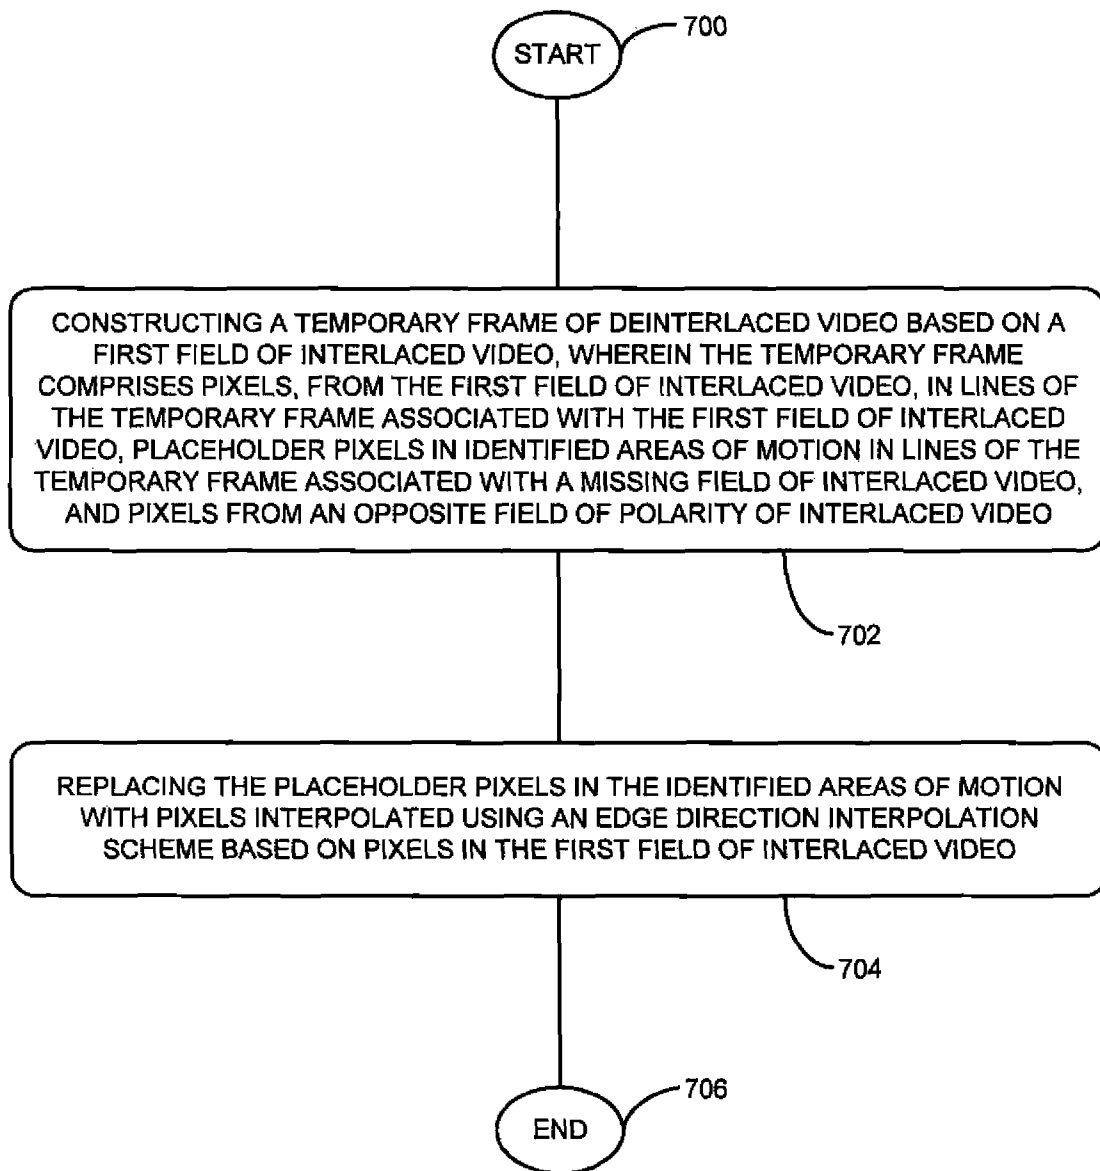 START
700
CONSTRUCTING A TEMPORARY FRAME OF DEINTERLACED VIDEO BASED ON A
FIRST FIELD OF INTERLACED VIDEO, WHEREIN THE TEMPORARY FRAME
COMPRISES PIXELS, FROM THE FIRST FIELD OF INTERLACED VIDEO, IN LINES OF
THE TEMPORARY FRAME ASSOCIATED WITH THE FIRST FIELD OF INTERLACED
VIDEO, PLACEHOLDER PIXELS IN IDENTIFIED AREAS OF MOTION IN LINES OF THE
TEMPORARY FRAME ASSOCIATED WITH A MISSING FIELD OF INTERLACED VIDEO,
AND PIXELS FROM AN OPPOSITE FIELD OF POLARITY OF INTERLACED VIDEO
702
REPLACING THE PLACEHOLDER PIXELS IN THE IDENTIFIED AREAS OF MOTION
WITH PIXELS INTERPOLATED USING AN EDGE DIRECTION INTERPOLATION
SCHEME BASED ON PIXELS IN THE FIRST FIELD OF INTERLACED VIDEO
704
706
END